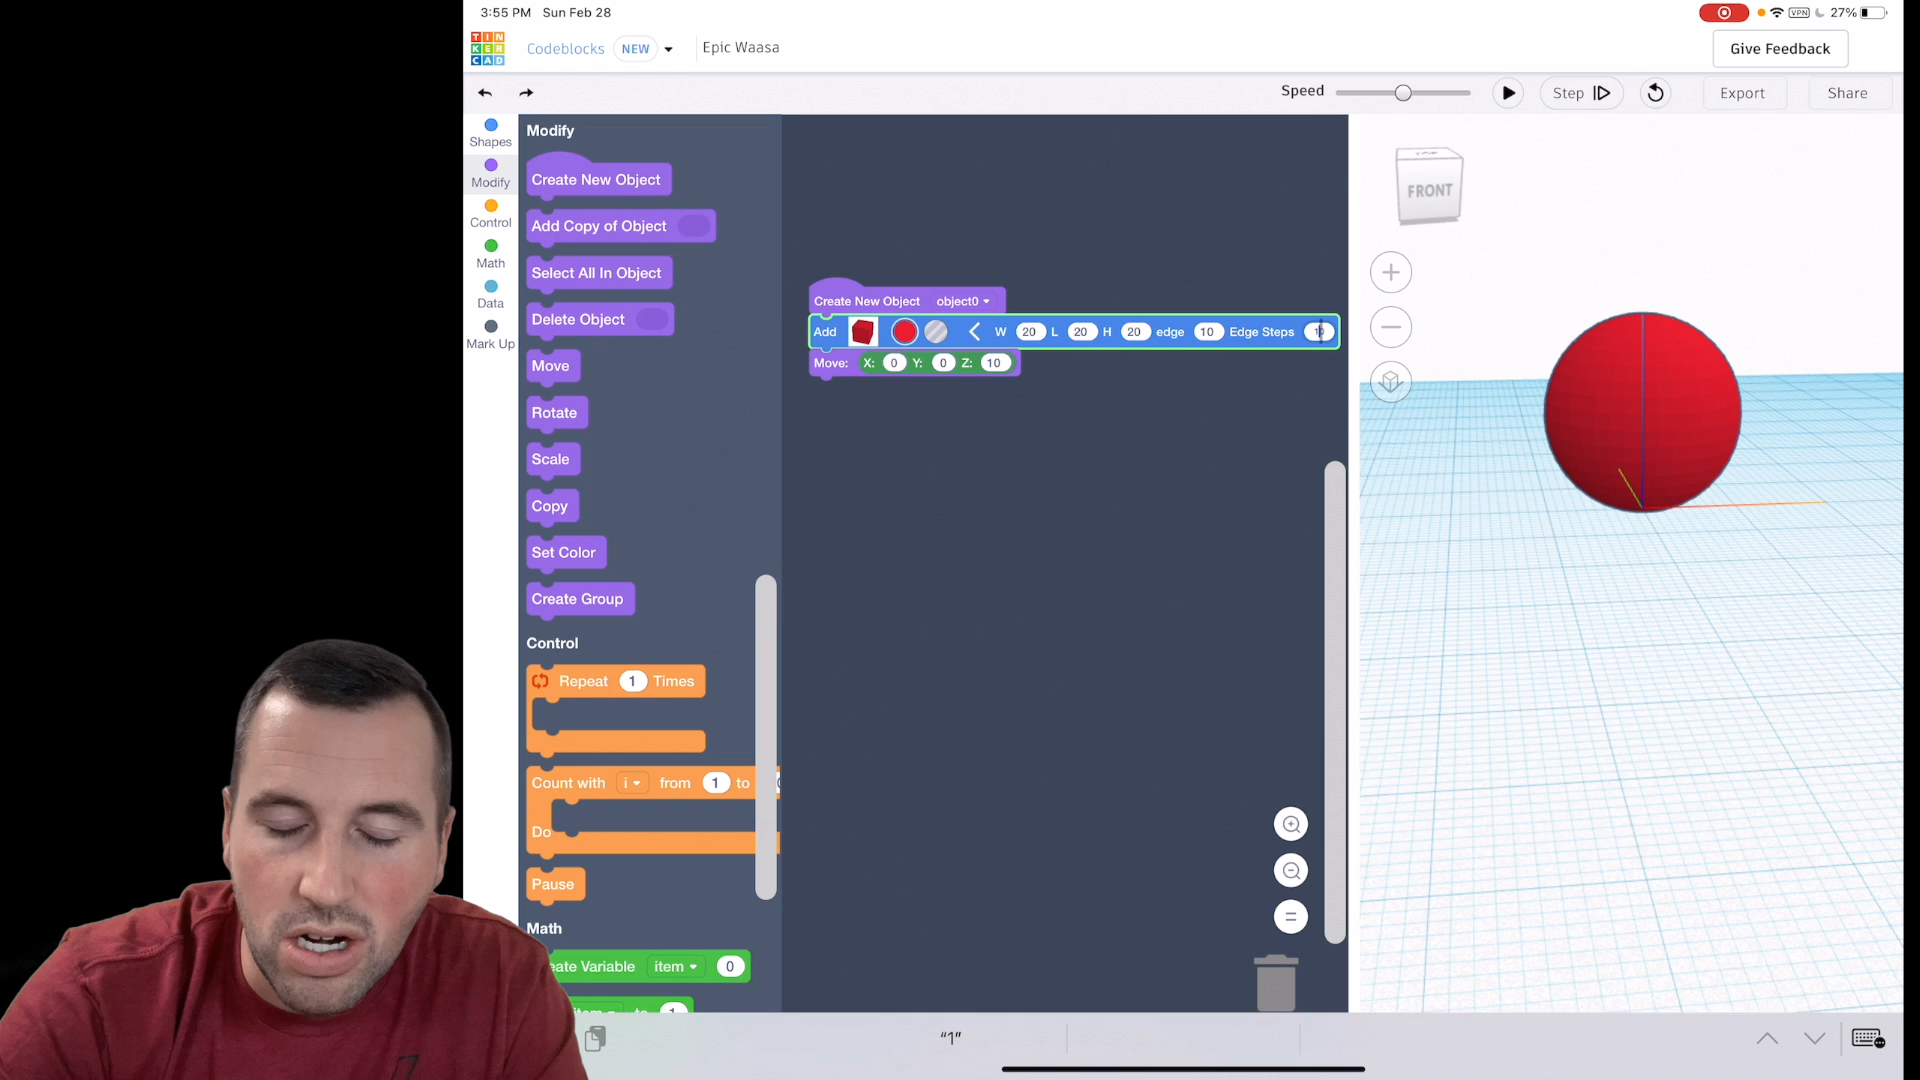 3:55 PM Sun Feb 28
VPN 27%
TIN
KER
CAD
Codeblocks NEW Epic Waasa
Give Feedback
Speed Step Export Share
Shapes
Modify
Control
Math
Data
Mark Up
Modify
Create New Object
Add Copy of Object
Select All In Object
Delete Object
Move
Rotate
Scale
Copy
Set Color
Create Group
Control
Repeat 1 Times
Count with i from 1 to
Do
Pause
Math
eate Variable item 0
Create New Object object0
Add W 20 L 20 H 20 edge 10 Edge Steps
Move: X: 0 Y: 0 Z: 10
FRONT
"1"